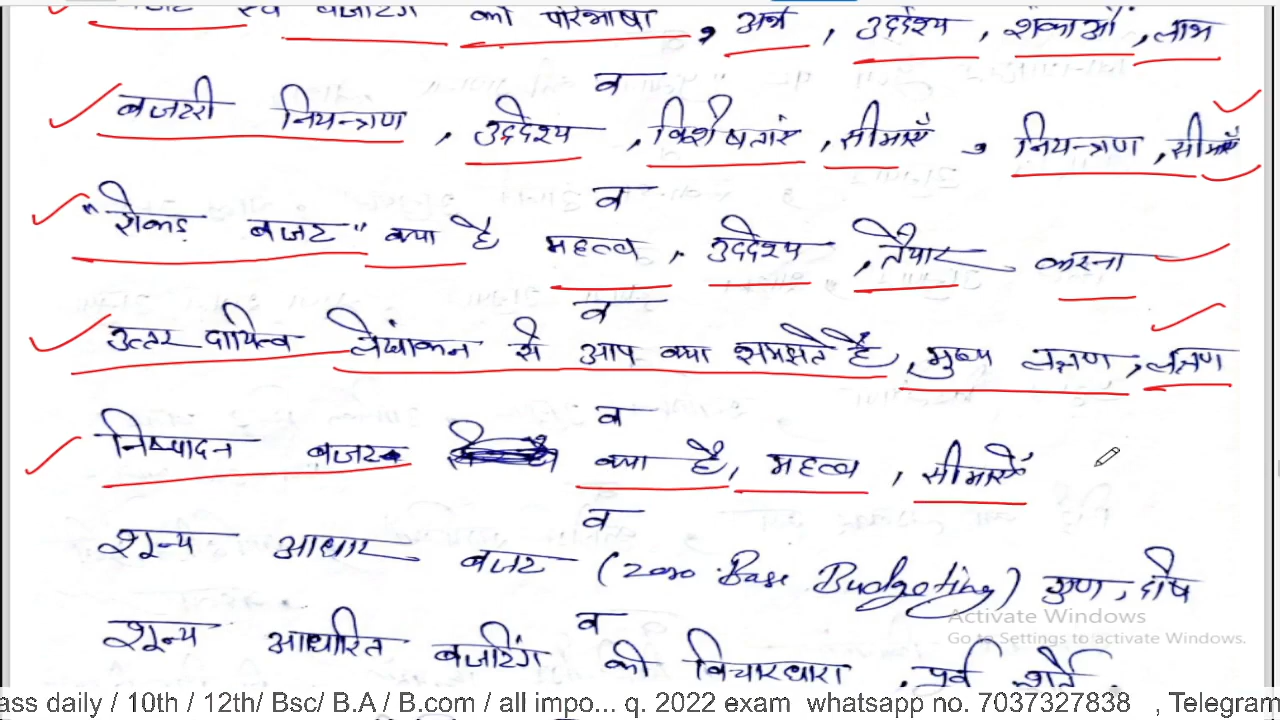 बजटिंग की परिभाषा, अर्थ, उद्देश्य, शंकाओं, लाभ
व
बजटरी नियन्त्रण, उद्देश्य, विशेषताएं, सीमाएँ, नियन्त्रण, सीमाएँ
व
"रोकड़ बजट" क्या है महत्व, उद्देश्य, तैयार करना
व
उत्तर दायित्व लेखांकन से आप क्या समझते हैं, मुख्य लक्षण, लक्षण
व
निष्पादन बजट क्या है, महत्व, सीमाएँ
व
शून्य आधार बजट (Zero Base Budgeting) गुण, दोष
व
शून्य आधारित बजटिंग की विचारधारा, पूर्व शर्तें.
Activate Windows
Go to Settings to activate Windows.
ass daily / 10th / 12th/ Bsc/ B.A / B.com / all impo... q. 2022 exam whatsapp no. 7037327838 , Telegram